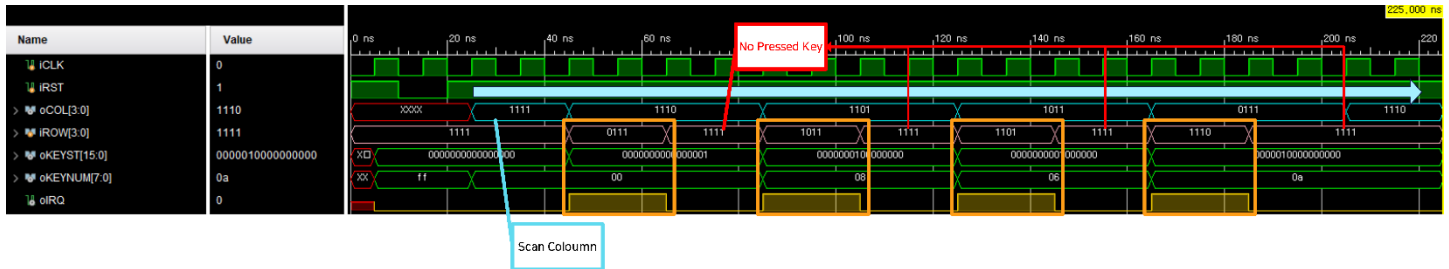 225,000 ns
Name Value
0 ns 20 ns 40 ns 60 ns 100 ns 120 ns 140 ns 160 ns 180 ns 200 ns 220
No Pressed Key
iCLK 0
iRST 1
oCOL[3:0] 1110 XXXX 1111 1110 1101 1011 0111 1110
iROW[3:0] 1111 1111 0111 1111 1011 1111 1101 1111 1110 1111
oKEYST[15:0] 0000010000000000 X 0000000000000000 0000000000000001 0000000100000000 0000000001000000 0000010000000000
oKEYNUM[7:0] 0a XX ff 00 08 06 0a
oIRQ 0
Scan Coloumn